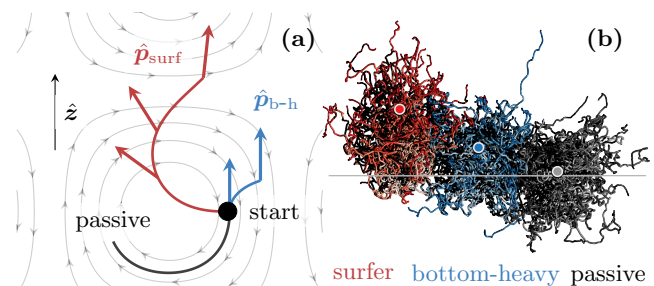 (a)
(b)
p̂surf
p̂b-h
ẑ
passive
start
surfer bottom-heavy passive